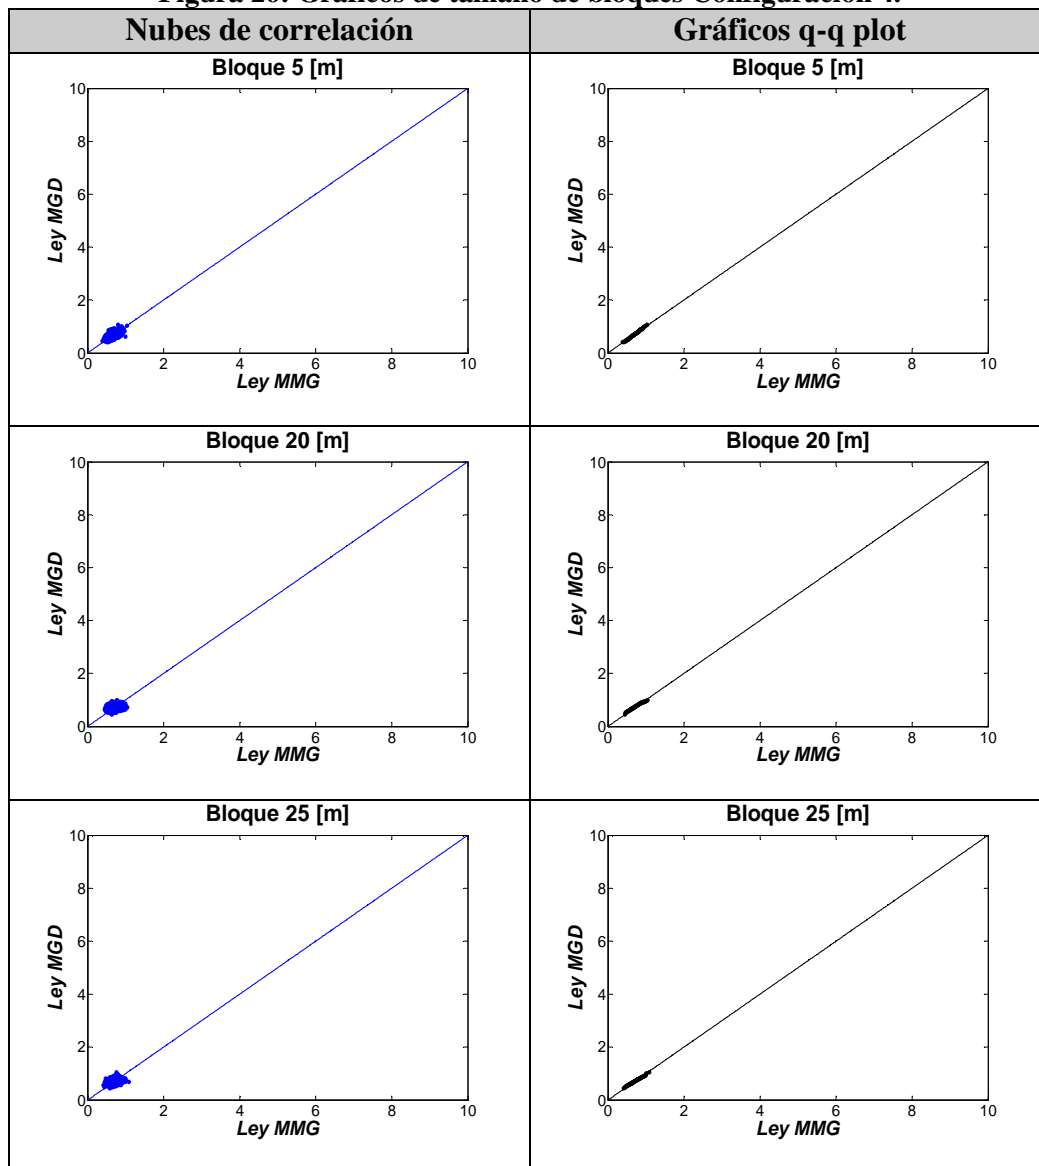 Figura 20: Gráficos de tamaño de bloques Configuración 4.
Nubes de correlación
Gráficos q-q plot
Bloque 5 [m]
10
8
6
4
2
0
0 2 4 6 8 10
Ley MGD
Ley MMG
Bloque 5 [m]
10
8
6
4
2
0
0 2 4 6 8 10
Ley MGD
Ley MMG
Bloque 20 [m]
10
8
6
4
2
0
0 2 4 6 8 10
Ley MGD
Ley MMG
Bloque 20 [m]
10
8
6
4
2
0
0 2 4 6 8 10
Ley MGD
Ley MMG
Bloque 25 [m]
10
8
6
4
2
0
0 2 4 6 8 10
Ley MGD
Ley MMG
Bloque 25 [m]
10
8
6
4
2
0
0 2 4 6 8 10
Ley MGD
Ley MMG